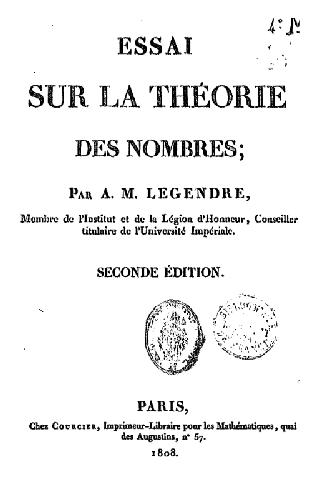 4°
ESSAI
SUR LA THÉORIE
DES NOMBRES;
PAR A. M. LEGENDRE,
Membre de l'Institut et de la Légion d'Honneur, Conseiller
titulaire de l'Université Impériale.
SECONDE ÉDITION.
PARIS,
Chez COURCIER, Imprimeur-Libraire pour les Mathématiques, quai
des Augustins, n° 57.
1808.